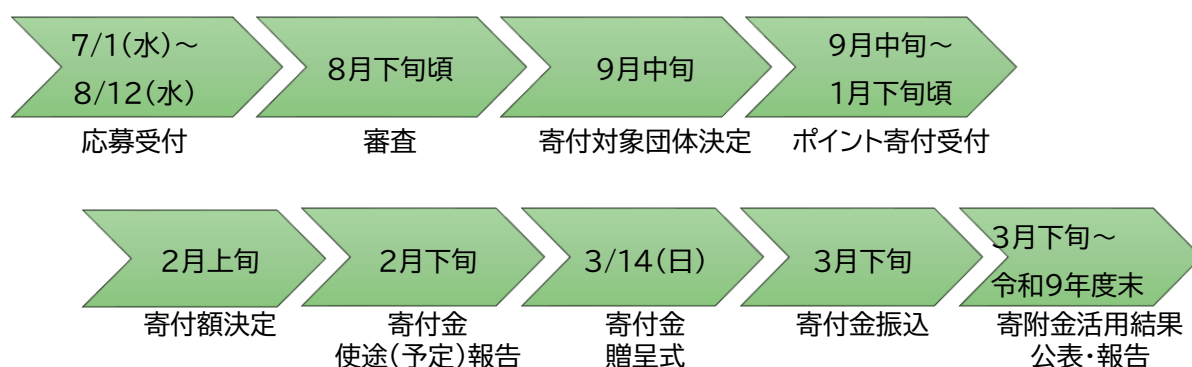 7/1(水)～
8/12(水)
応募受付
8月下旬頃
審査
9月中旬
寄付対象団体決定
9月中旬～
1月下旬頃
ポイント寄付受付
2月上旬
寄付額決定
2月下旬
寄付金
使途(予定)報告
3/14(日)
寄付金
贈呈式
3月下旬
寄付金振込
3月下旬～
令和9年度末
寄附金活用結果
公表・報告